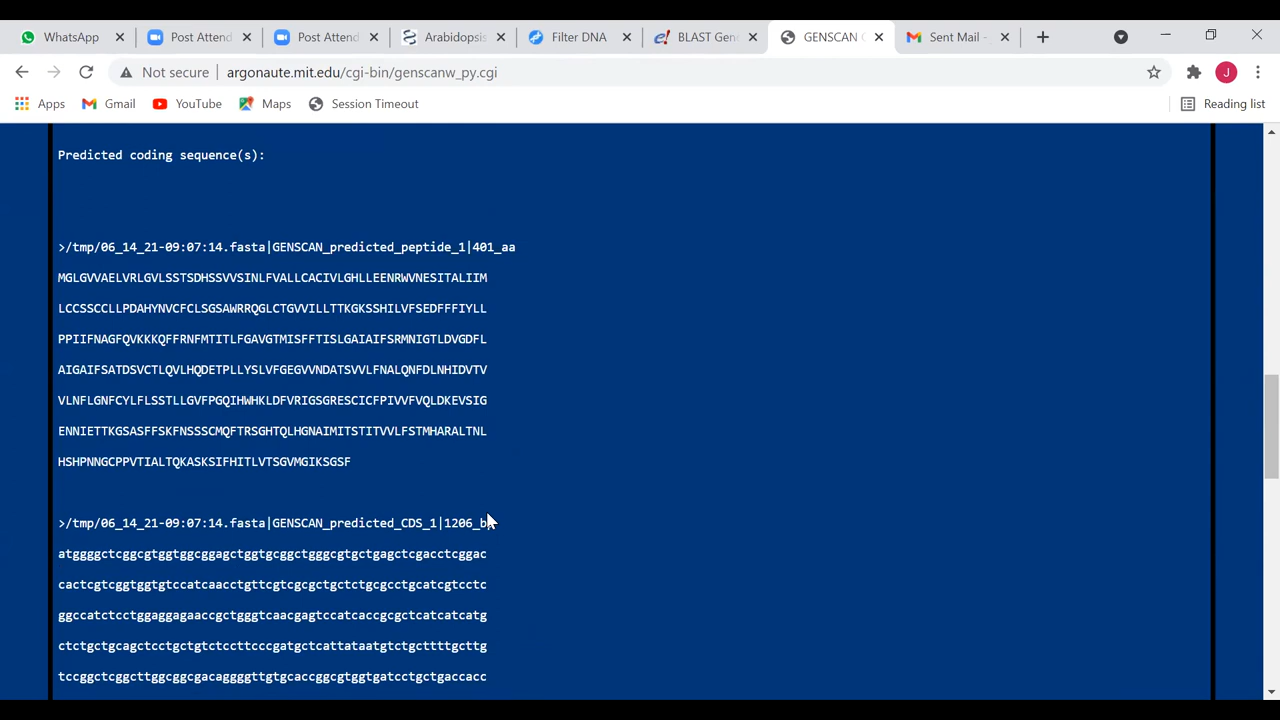 WhatsApp
Post Attend
Post Attend
Arabidopsis
Filter DNA
BLAST Gen
GENSCAN O
Sent Mail -
Not secure
argonaute.mit.edu/cgi-bin/genscanw_py.cgi
Apps
Gmail
YouTube
Maps
Session Timeout
Reading list
Predicted coding sequence(s):
>/tmp/06_14_21-09:07:14.fasta|GENSCAN_predicted_peptide_1|401_aa
MGLGVVAELVRLGVLSSTSDHSSVVSINLFVALLCACIVLGHLLEENRWVNESITALIIM
LCCSSCCLLPDAHYNVCFCLSGSAWRRQGLCTGVVILLTTKGKSSHILVFSEDFFFIYLL
PPIIFNAGFQVKKKQFFRNFMTITLFGAVGTMISFFTISLGAIAIFSRMNIGTLDVGDFL
AIGAIFSATDSVCTLQVLHQDETPLLYSLVFGEGVVNDATSVVLFNALQNFDLNHIDVTV
VLNFLGNFCYLFLSSTLLGVFPGQIHWHKLDFVRIGSGRESCICFPIVVFVQLDKEVSIG
ENNIETTKGSASFFSKFNSSSCMQFTRSGHTQLHGNAIMITSTITVVLFSTMHARALTNL
HSHPNNGCPPVTIALTQKASKSIFHITLVTSGVMGIKSGSF
>/tmp/06_14_21-09:07:14.fasta|GENSCAN_predicted_CDS_1|1206_bp
atggggctcggcgtggtggcggagctggtgcggctgggcgtgctgagctcgacctcggac
cactcgtcggtggtgtccatcaacctgttcgtcgcgctgctctgcgcctgcatcgtcctc
ggccatctcctggaggagaaccgctgggtcaacgagtccatcaccgcgctcatcatcatg
ctctgctgcagctcctgctgtctccttcccgatgctcattataatgtctgcttttgcttg
tccggctcggcttggcggcgacaggggttgtgcaccggcgtggtgatcctgctgaccacc